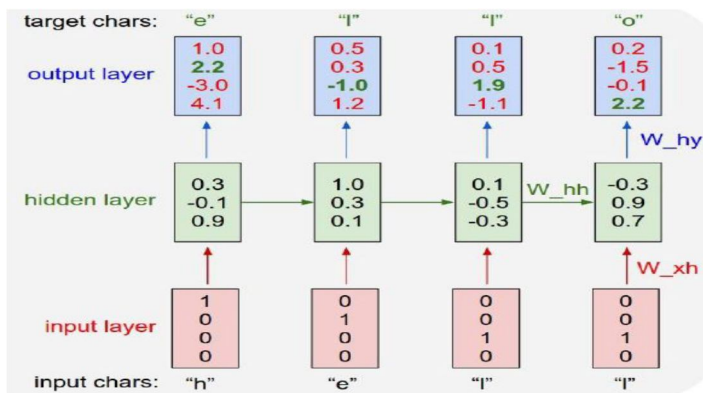 target chars: "e" "l" "l" "o"
1.0 0.5 0.1 0.2
2.2 0.3 0.5 -1.5
output layer
-3.0 -1.0 1.9 -0.1
4.1 1.2 -1.1 2.2
W_hy
0.3 1.0 0.1 W_hh -0.3
hidden layer -0.1 0.3 -0.5 0.9
0.9 0.1 -0.3 0.7
W_xh
1 0 0 0
0 1 0 0
input layer
0 0 1 1
0 0 0 0
input chars: "h" "e" "l" "l"